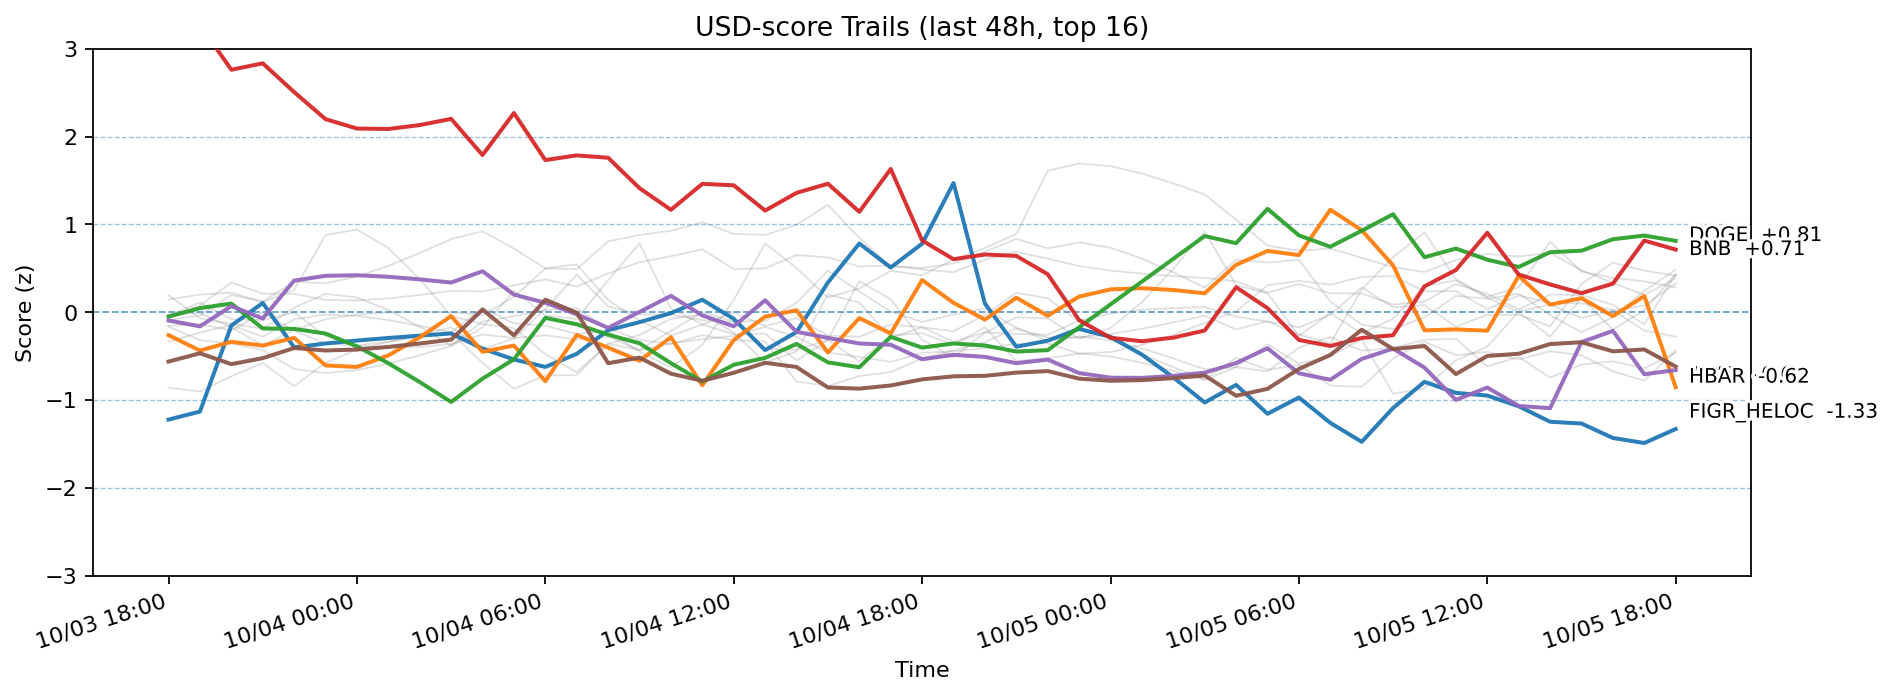 USD-score Trails (last 48h, top 16)
Score (z)
3
2
1
0
−1
−2
−3
DOGE +0.81
BNB +0.71
HBAR -0.62
FIGR_HELOC -1.33
10/03 18:00
10/04 00:00
10/04 06:00
10/04 12:00
10/04 18:00
10/05 00:00
10/05 06:00
10/05 12:00
10/05 18:00
Time